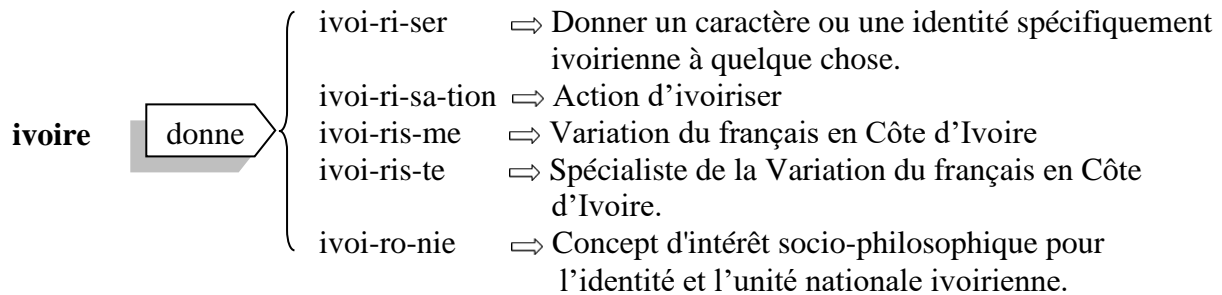 ivoi-ri-ser ⇨ Donner un caractère ou une identité spécifiquement
ivoirienne à quelque chose.
ivoi-ri-sa-tion ⇨ Action d’ivoiriser
ivoire donne ivoi-ris-me ⇨ Variation du français en Côte d’Ivoire
ivoi-ris-te ⇨ Spécialiste de la Variation du français en Côte
d’Ivoire.
ivoi-ro-nie ⇨ Concept d'intérêt socio-philosophique pour
l’identité et l’unité nationale ivoirienne.